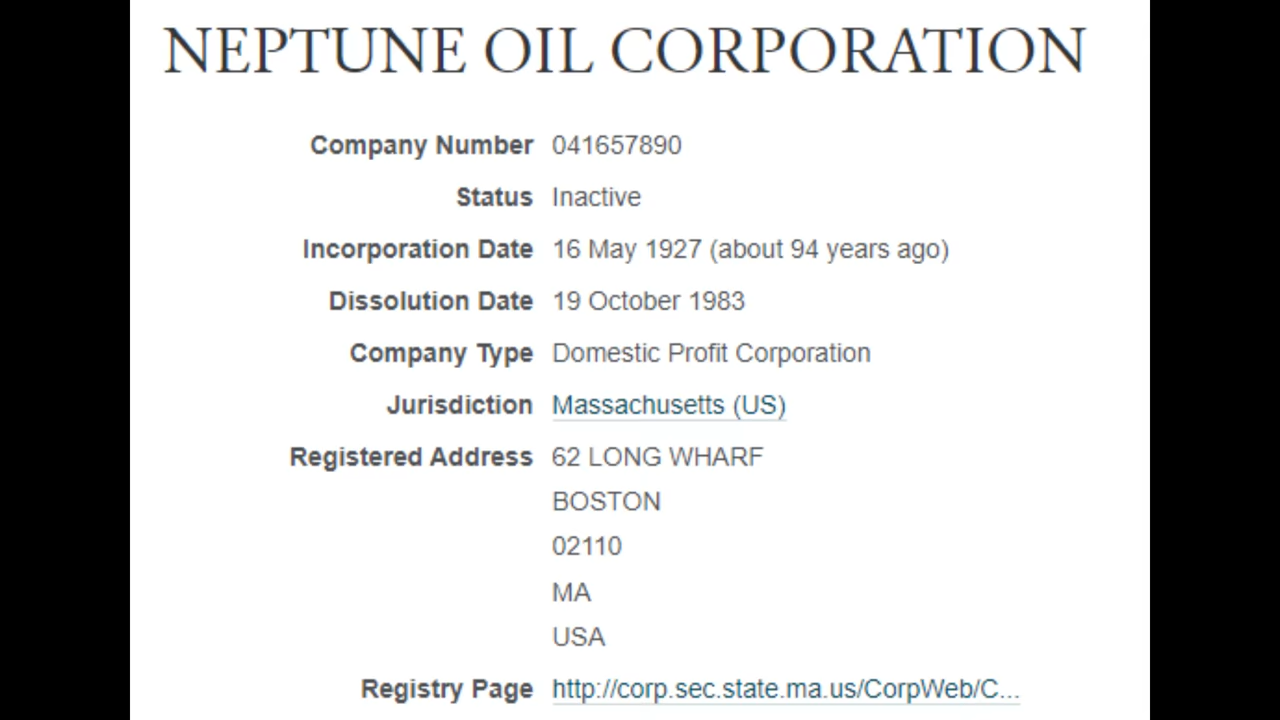 NEPTUNE OIL CORPORATION
Company Number 041657890
Status Inactive
Incorporation Date 16 May 1927 (about 94 years ago)
Dissolution Date 19 October 1983
Company Type Domestic Profit Corporation
Jurisdiction Massachusetts (US)
Registered Address 62 LONG WHARF
BOSTON
02110
MA
USA
Registry Page http://corp.sec.state.ma.us/CorpWeb/C...